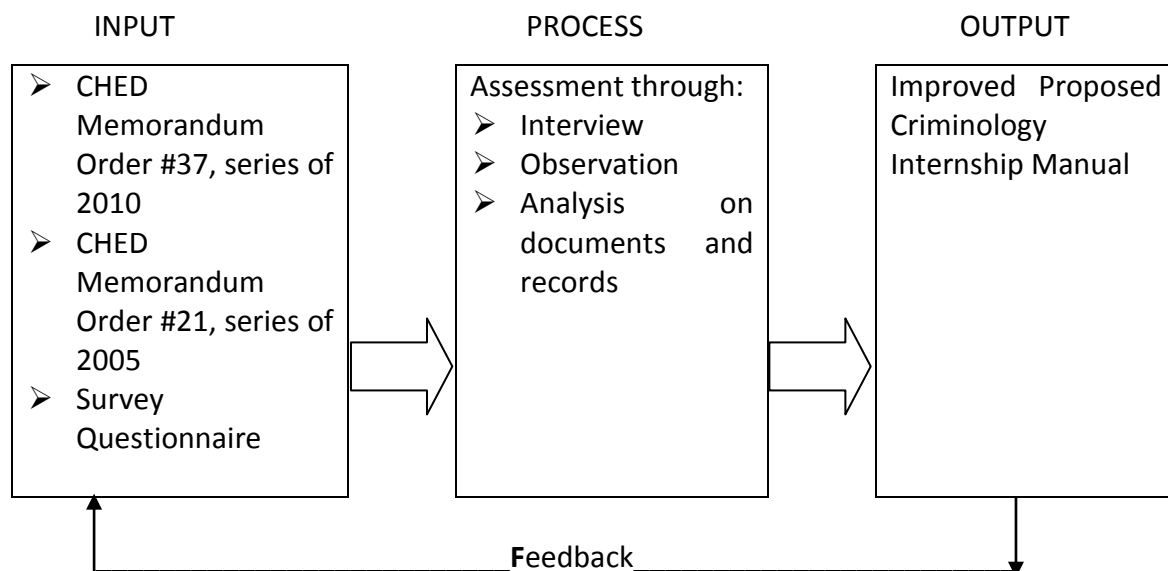 INPUT
PROCESS
OUTPUT
➢ CHED
Memorandum
Order #37, series of
2010
➢ CHED
Memorandum
Order #21, series of
2005
➢ Survey
Questionnaire
Assessment through:
➢ Interview
➢ Observation
➢ Analysis on
documents and
records
Improved Proposed
Criminology
Internship Manual
Feedback